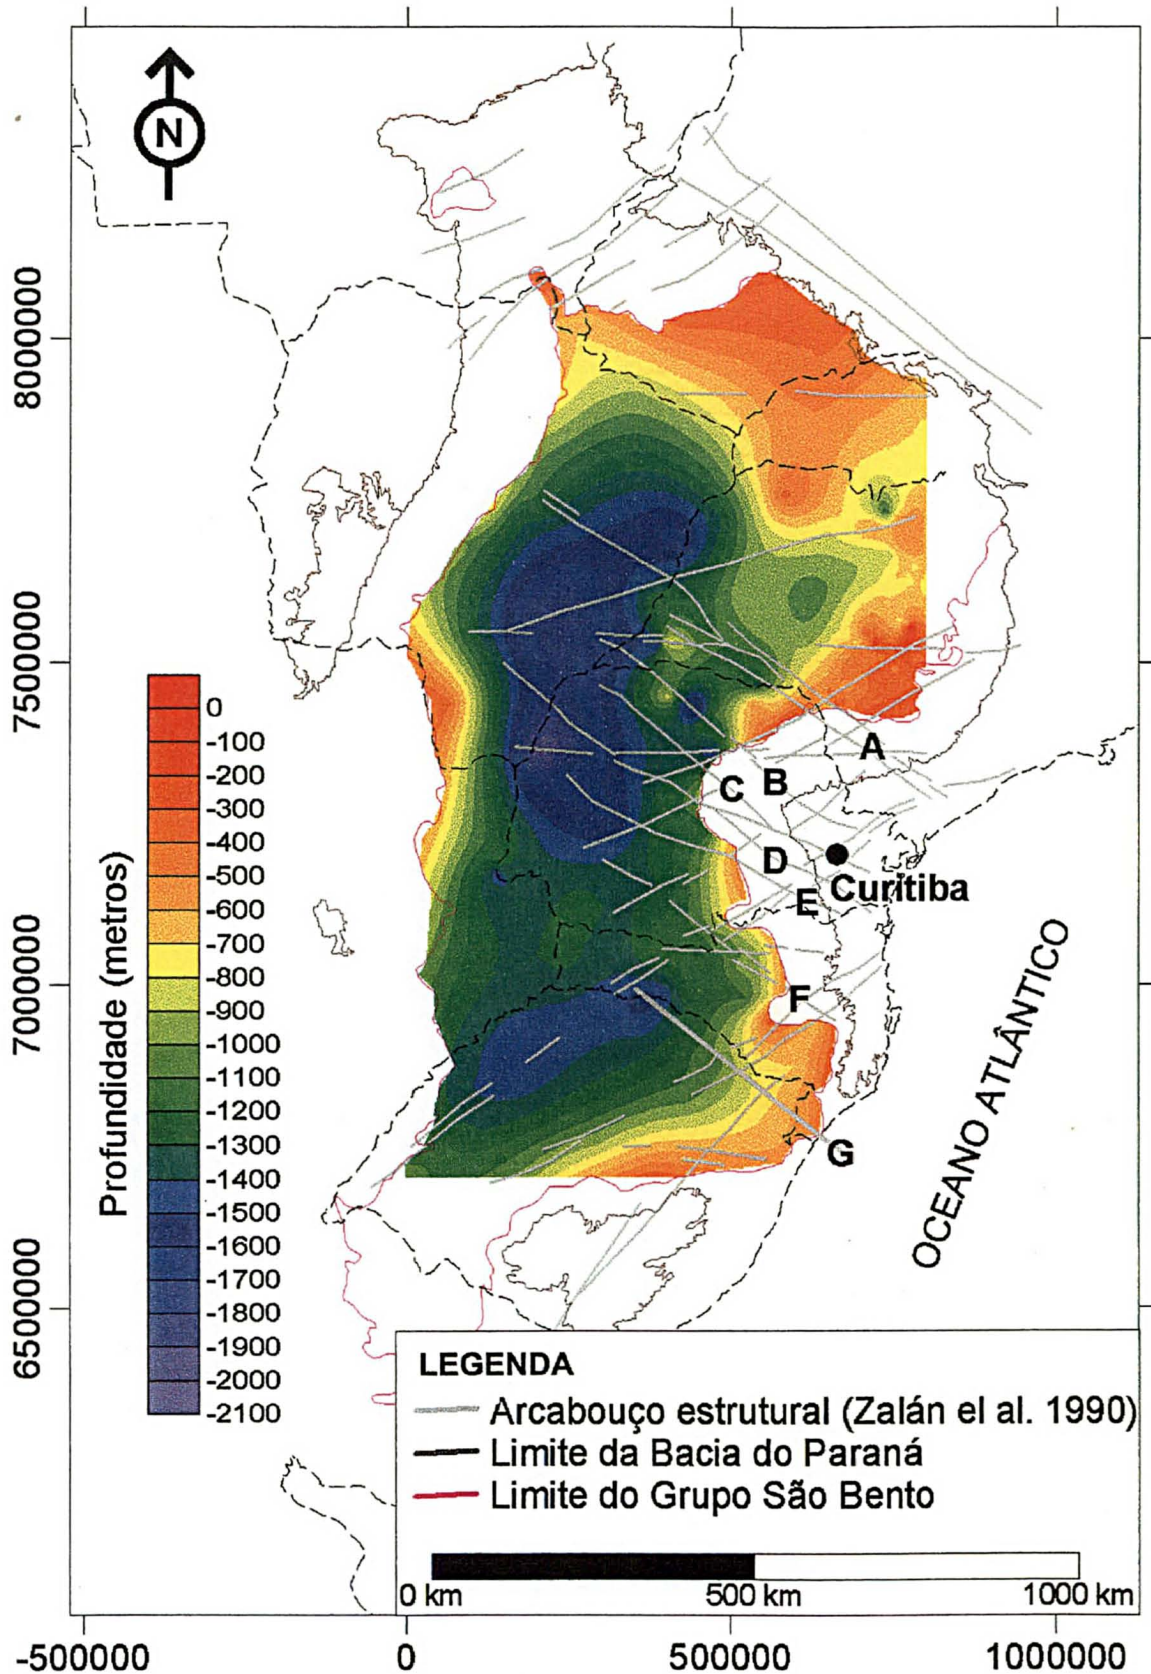 N
8000000
7500000
7000000
6500000
Profundidade (metros)
0
-100
-200
-300
-400
-500
-600
-700
-800
-900
-1000
-1100
-1200
-1300
-1400
-1500
-1600
-1700
-1800
-1900
-2000
-2100
A
B
C
D
Curitiba
E
F
G
OCEANO ATLÂNTICO
LEGENDA
Arcabouço estrutural (Zalán el al. 1990)
Limite da Bacia do Paraná
Limite do Grupo São Bento
0 km 500 km 1000 km
-500000 0 500000 1000000